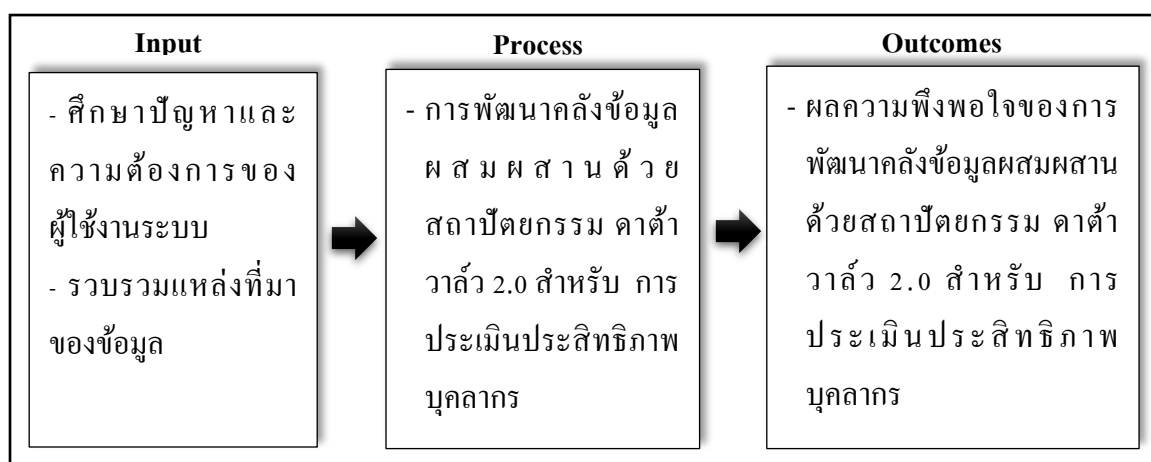 Input
- ศึกษาปัญหาและ
ความต้องการของ
ผู้ใช้งานระบบ
- รวบรวมแหล่งที่มา
ของข้อมูล
Process
- การพัฒนาคลังข้อมูล
ผสมผสานด้วย
สถาปัตยกรรม ดาต้า
วาล์ว 2.0 สำหรับ การ
ประเมินประสิทธิภาพ
บุคลากร
Outcomes
- ผลความพึงพอใจของการ
พัฒนาคลังข้อมูลผสมผสาน
ด้วยสถาปัตยกรรม ดาต้า
วาล์ว 2.0 สำหรับ การ
ประเมินประสิทธิภาพ
บุคลากร